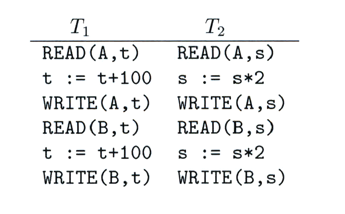 T1 T2
READ(A,t) READ(A,s)
t := t+100 s := s*2
WRITE(A,t) WRITE(A,s)
READ(B,t) READ(B,s)
t := t+100 s := s*2
WRITE(B,t) WRITE(B,s)